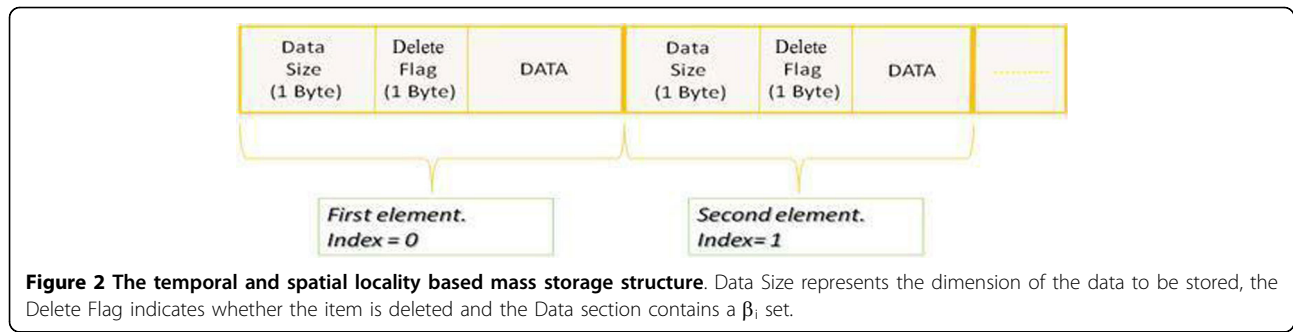 Data
Size
(1 Byte)
Delete
Flag
(1 Byte)
DATA
Data
Size
(1 Byte)
Delete
Flag
(1 Byte)
DATA
..........
First element.
Index = 0
Second element.
Index= 1
Figure 2 The temporal and spatial locality based mass storage structure. Data Size represents the dimension of the data to be stored, the
Delete Flag indicates whether the item is deleted and the Data section contains a βi set.